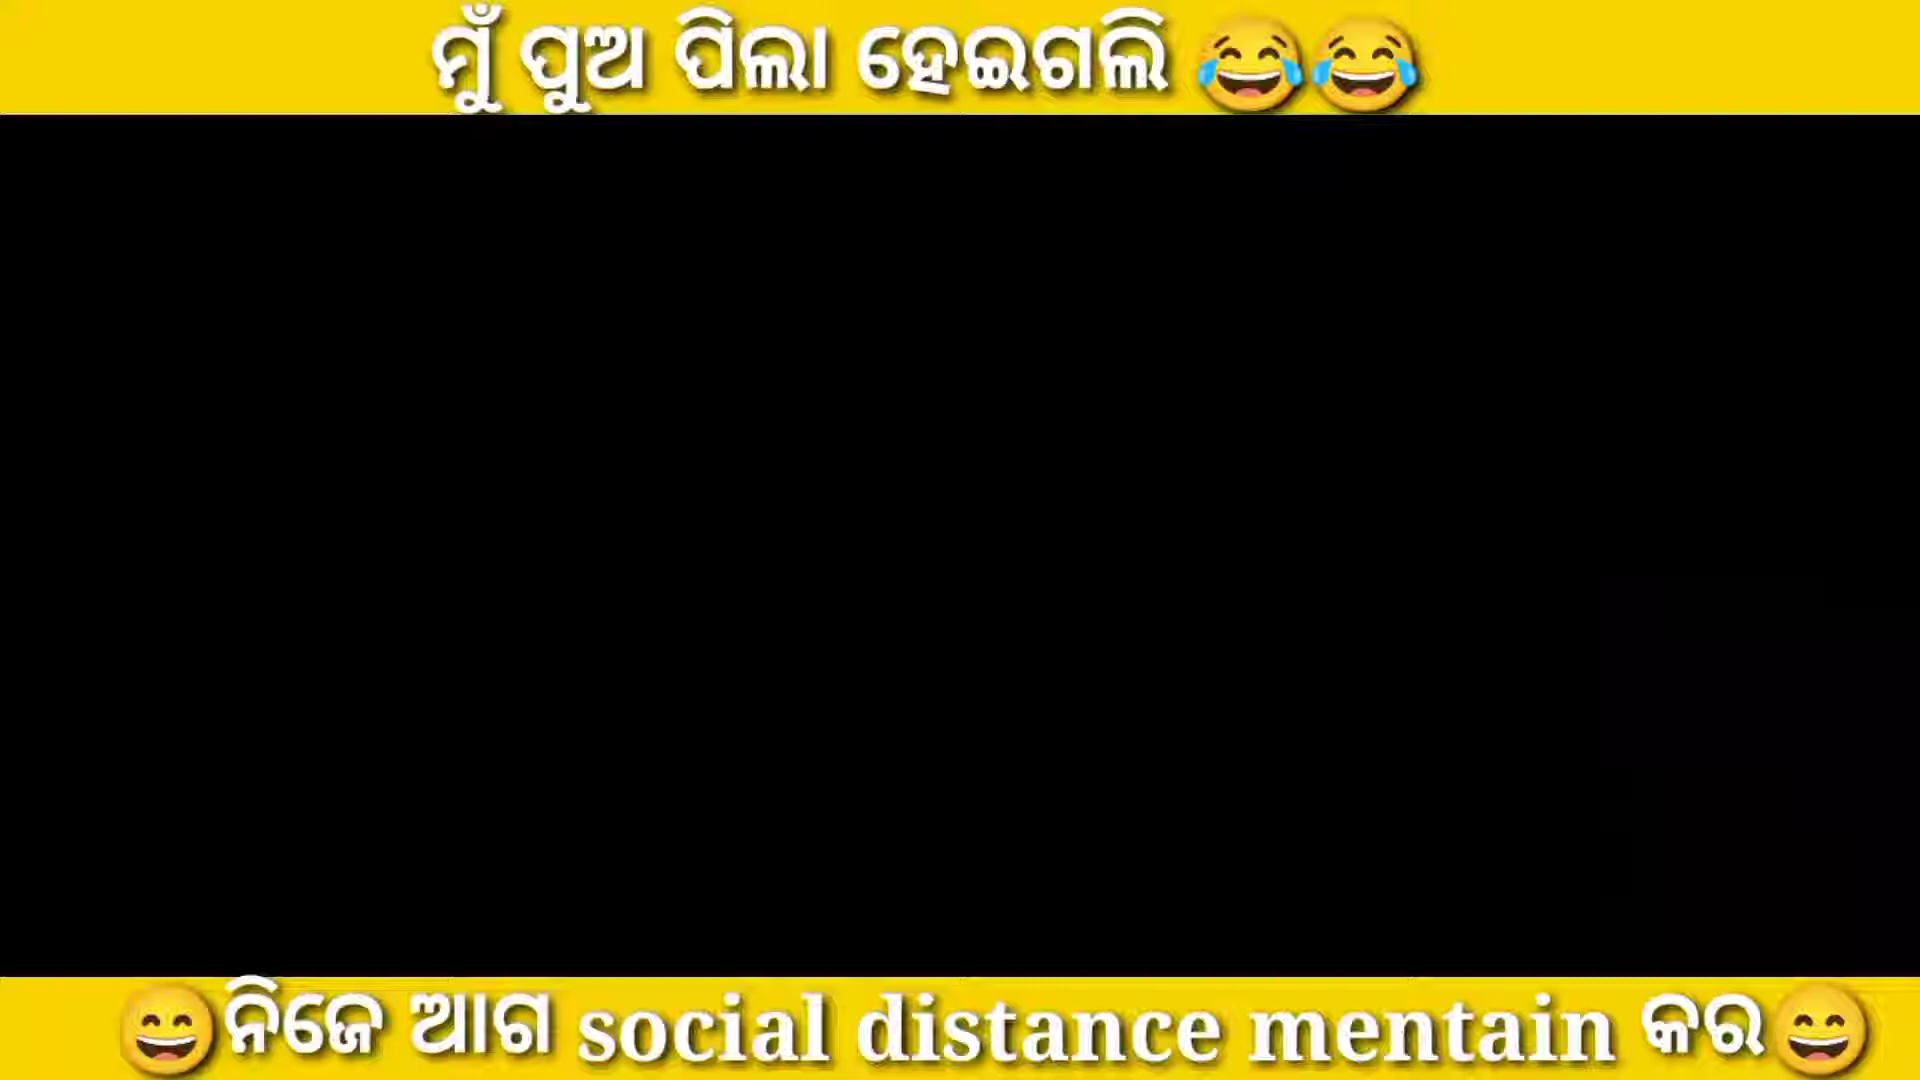 ମୁଁ ପୁଅ ପିଲା ହେଇଗଲି 😂😂
😄ନିଜେ ଆଗ social distance mentain କର😄